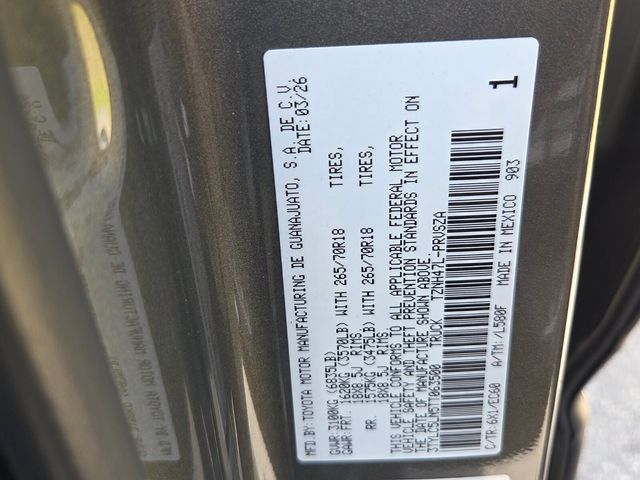 MFD.BY:TOYOTA MOTOR MANUFACTURING DE GUANAJUATO, S.A. DE C.V.
DATE: 03/26
GVWR 3100KG (6835LB)
GAWR: FRT. 1620KG (3570LB) WITH 265/70R18 TIRES,
18X8.5J RIMS,
RR. 1575KG (3475LB) WITH 265/70R18 TIRES,
18X8.5J RIMS.
THIS VEHICLE CONFORMS TO ALL APPLICABLE FEDERAL MOTOR
VEHICLE SAFETY AND THEFT PREVENTION STANDARDS IN EFFECT ON
THE DATE OF MANUFACTURE SHOWN ABOVE.
3TYLC5LN5TT063500 TRUCK TZNH47L-PRVSZA
C/TR:6X1/EC60 A/TM:/L580F MADE IN MEXICO 903
1